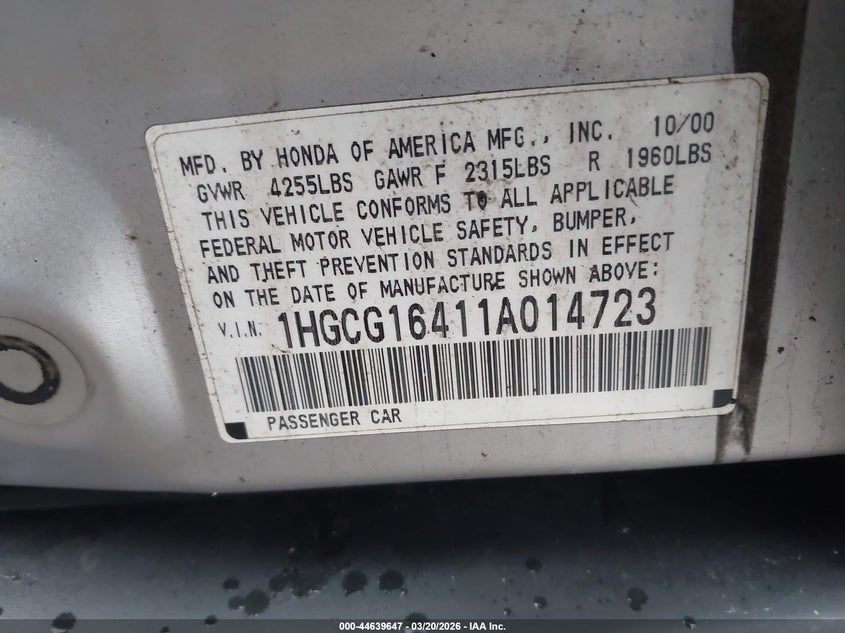 MFD. BY HONDA OF AMERICA MFG., INC. 10/00
GVWR 4255LBS GAWR F 2315LBS R 1960LBS
THIS VEHICLE CONFORMS TO ALL APPLICABLE
FEDERAL MOTOR VEHICLE SAFETY, BUMPER,
AND THEFT PREVENTION STANDARDS IN EFFECT
ON THE DATE OF MANUFACTURE SHOWN ABOVE:
V.I.N. 1HGCG16411A014723
PASSENGER CAR
000-44639647 — 03/20/2026 — IAA Inc.